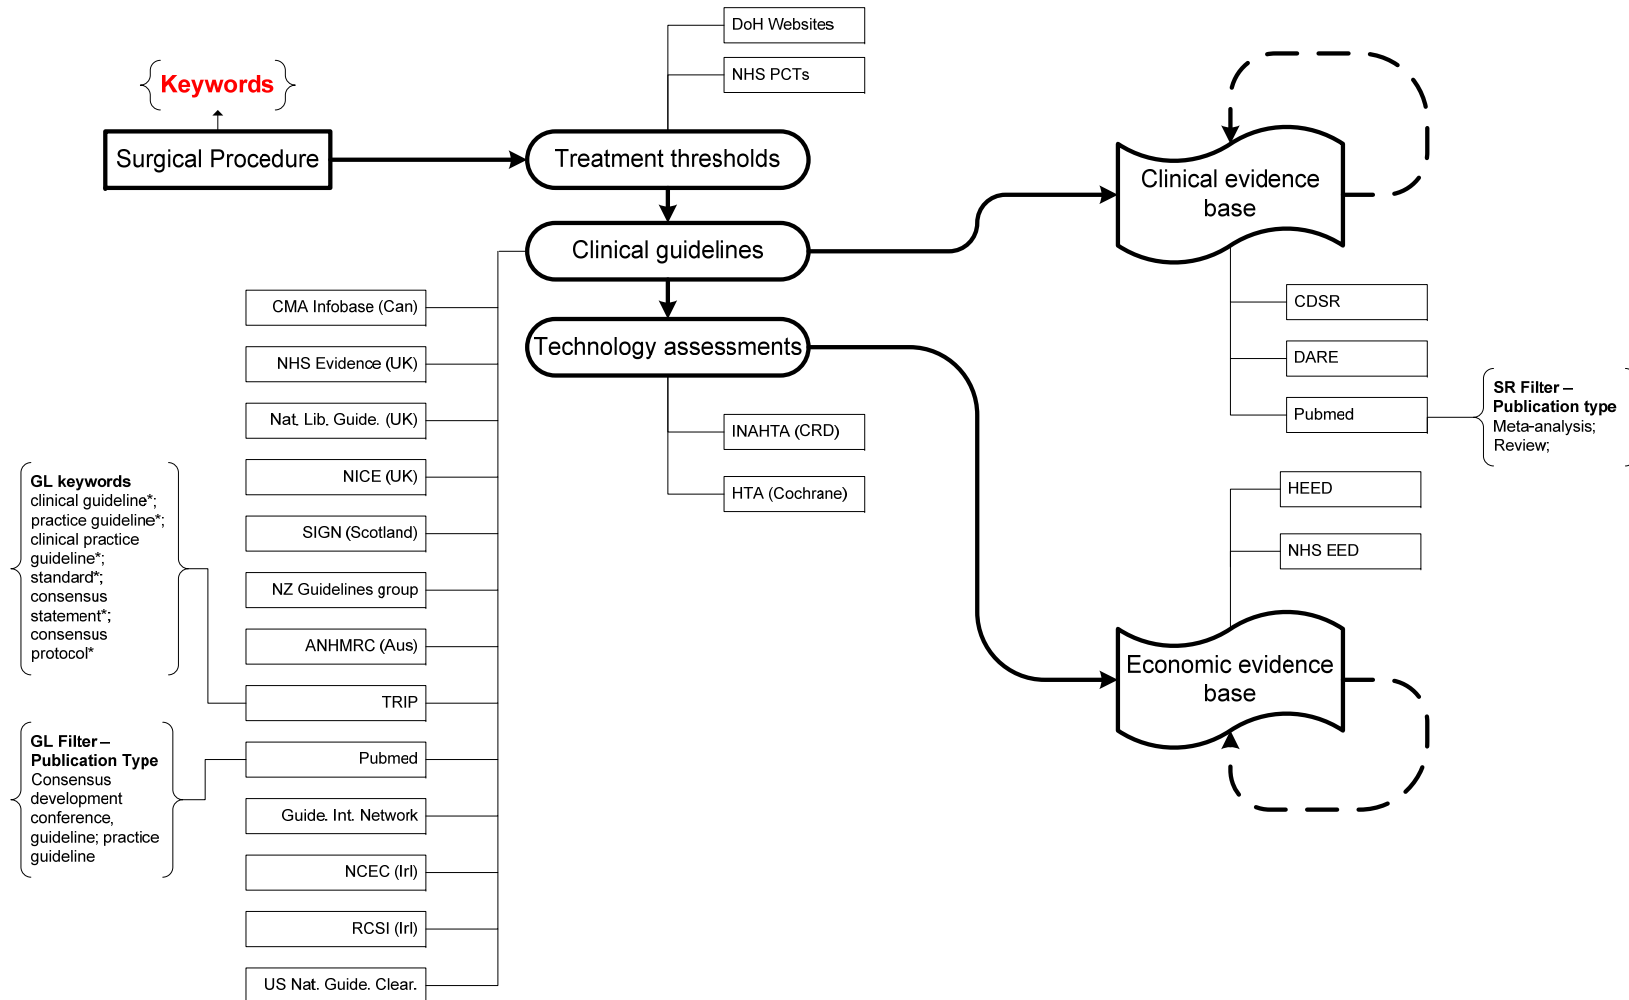 DoH Websites
NHS PCTs
Keywords
Surgical Procedure
Treatment thresholds
Clinical guidelines
Technology assessments
Clinical evidence
base
CDSR
DARE
Pubmed
SR Filter –
Publication type
Meta-analysis;
Review;
INAHTA (CRD)
HTA (Cochrane)
HEED
NHS EED
Economic evidence
base
CMA Infobase (Can)
NHS Evidence (UK)
Nat. Lib. Guide. (UK)
NICE (UK)
SIGN (Scotland)
NZ Guidelines group
ANHMRC (Aus)
TRIP
Pubmed
Guide. Int. Network
NCEC (Irl)
RCSI (Irl)
US Nat. Guide. Clear.
GL keywords
clinical guideline*;
practice guideline*;
clinical practice
guideline*;
standard*;
consensus
statement*;
consensus
protocol*
GL Filter –
Publication Type
Consensus
development
conference,
guideline; practice
guideline